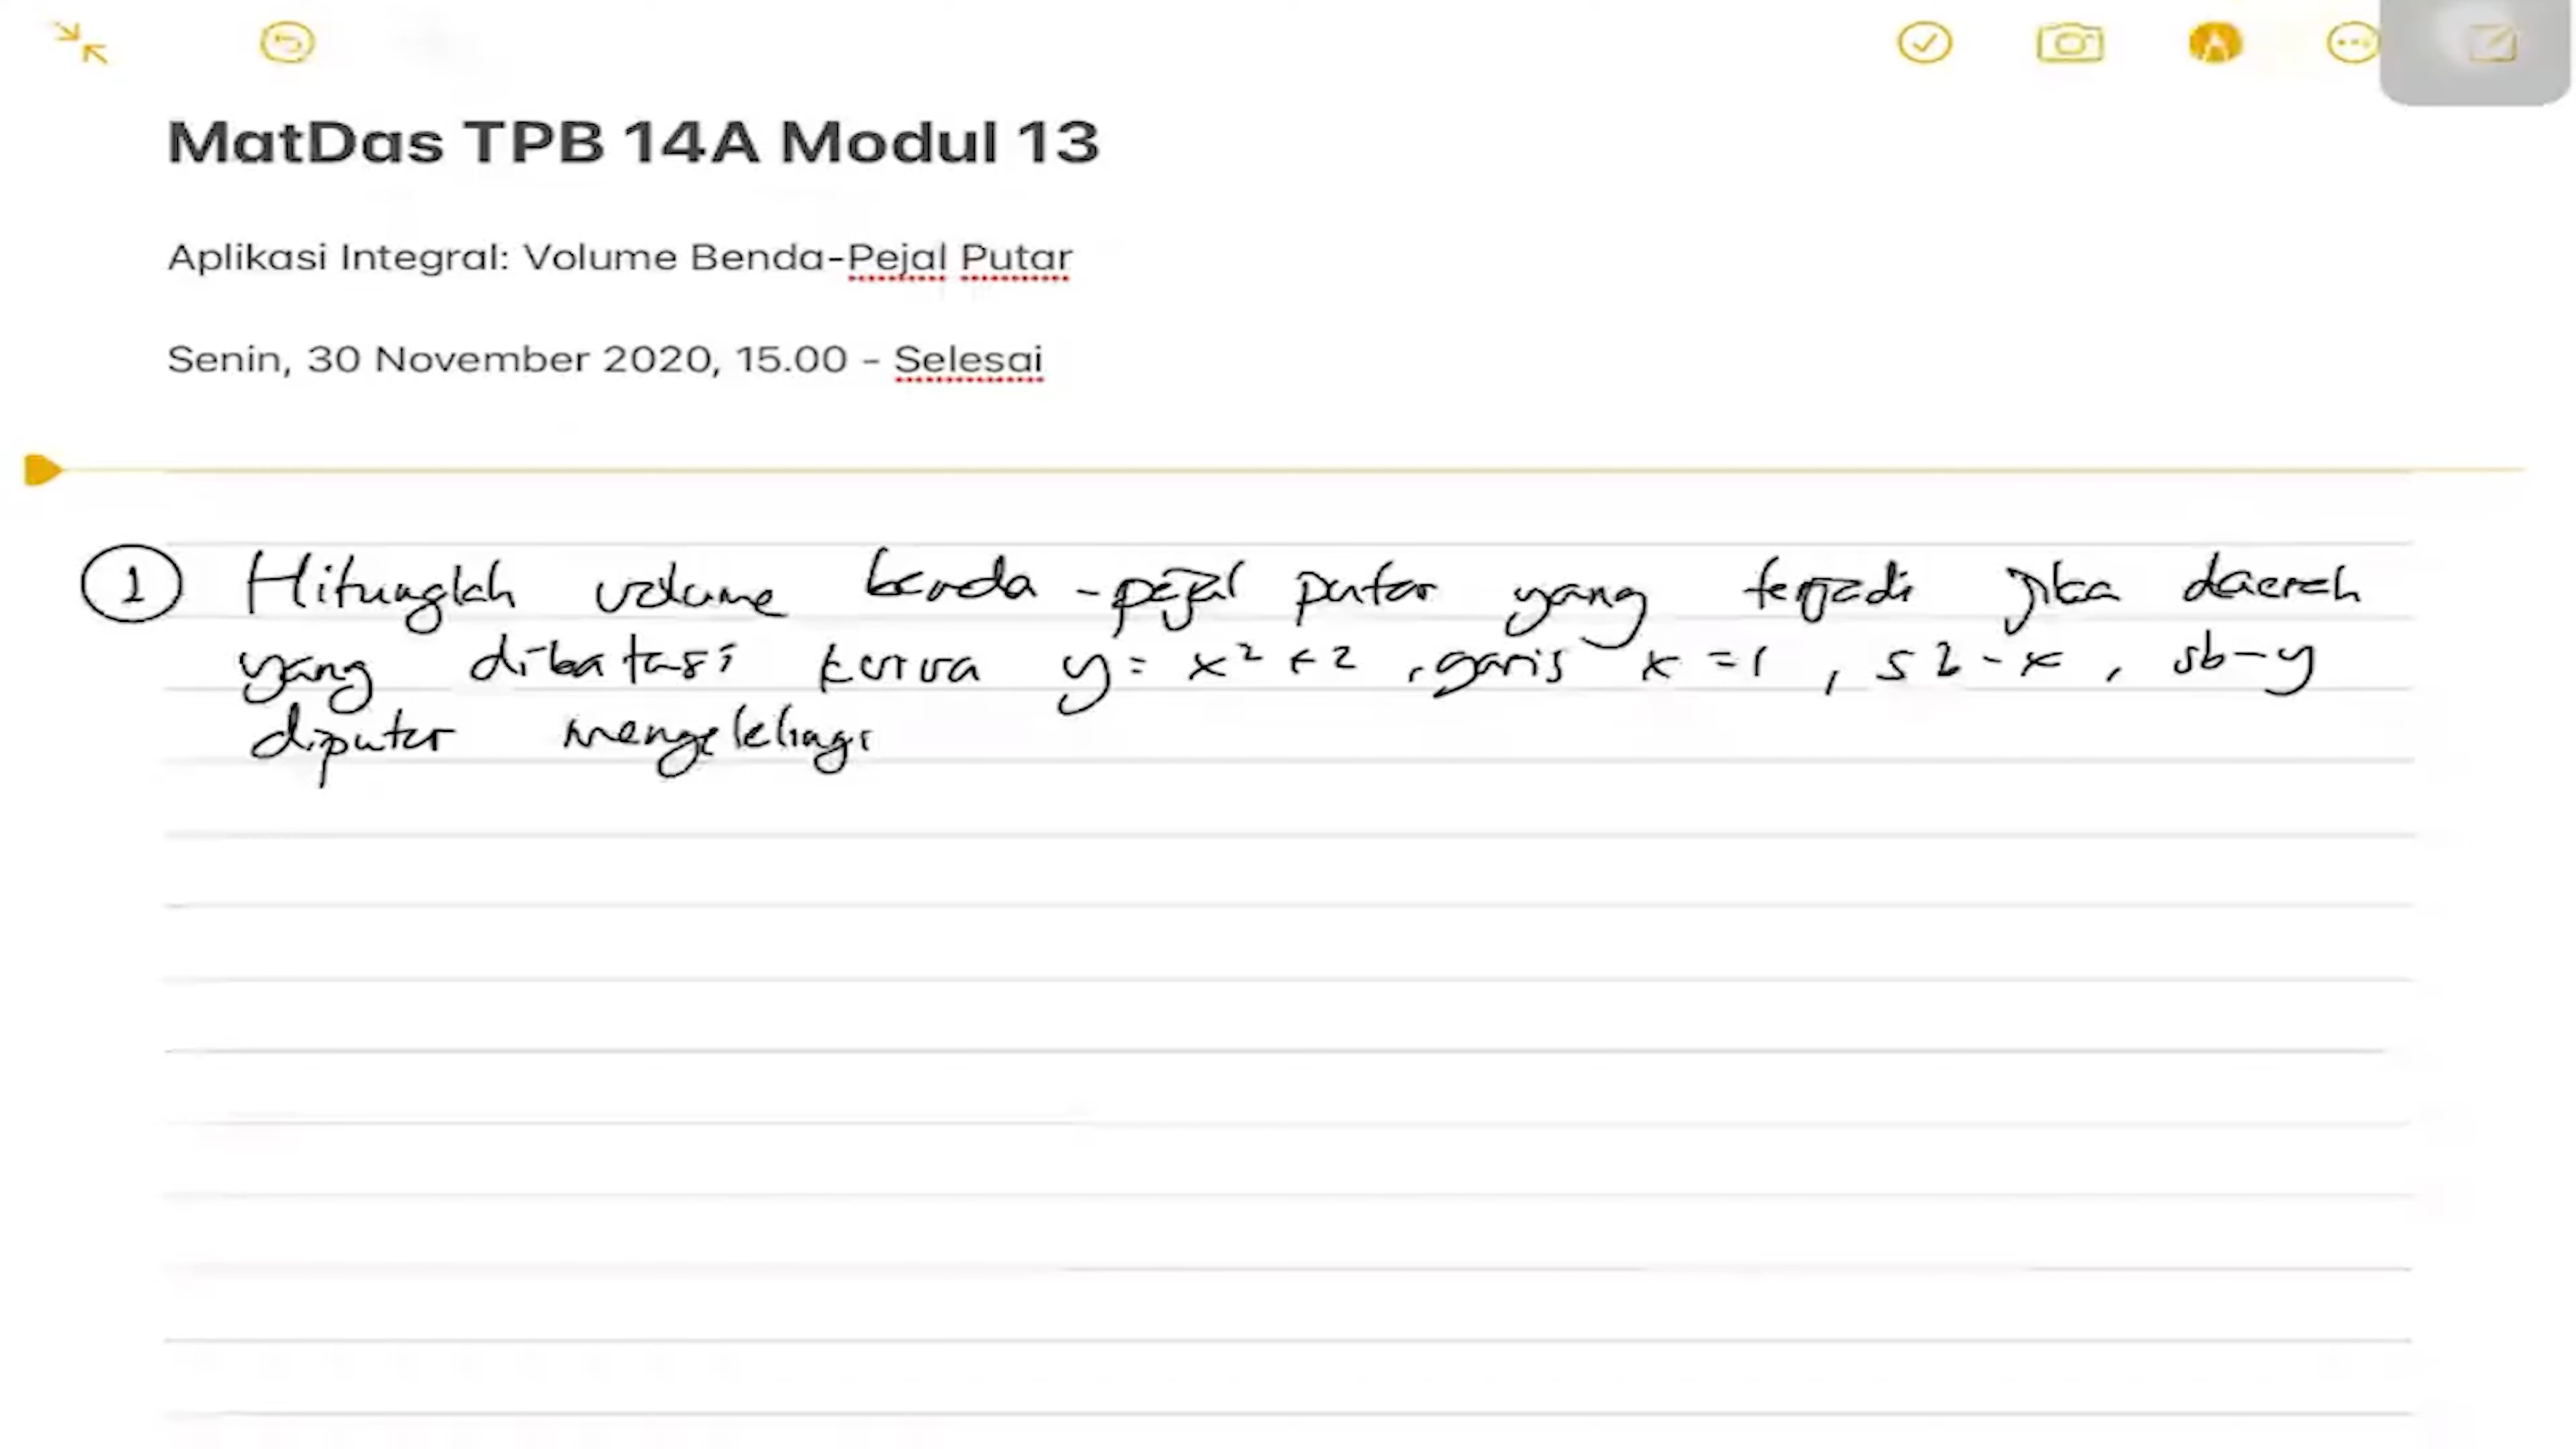 MatDas TPB 14A Modul 13
Aplikasi Integral: Volume Benda-Pejal Putar
Senin, 30 November 2020, 15.00 - Selesai
1 Hitunglah volume benda-pejal putar yang terjadi jika daerah
yang dibatasi kurva y = x² + 2, garis x = 1, sb-x, sb-y
diputar mengelilingi